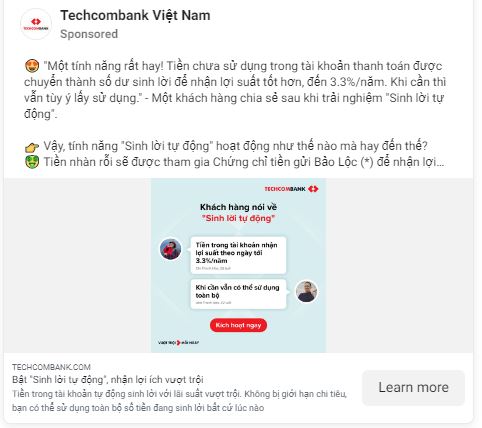 TECHCOMBANK
Techcombank Việt Nam
Sponsored
"Một tính năng rất hay! Tiền chưa sử dụng trong tài khoản thanh toán được
chuyển thành số dư sinh lời để nhận lợi suất tốt hơn, đến 3.3%/năm. Khi cần thì
vẫn tùy ý lấy sử dụng." - Một khách hàng chia sẻ sau khi trải nghiệm "Sinh lời tự
động".
Vậy, tính năng "Sinh lời tự động" hoạt động như thế nào mà hay đến thế?
Tiền nhàn rỗi sẽ được tham gia Chứng chỉ tiền gửi Bảo Lộc (*) để nhận lợi...
TECHCOMBANK
Khách hàng nói về
"Sinh lời tự động"
Tiền trong tài khoản nhận
lợi suất theo ngày tới
3.3%/năm
Khi cần vẫn có thể sử dụng
toàn bộ
Kích hoạt ngay
VƯỢT TRỘI MỖI NGÀY
TECHCOMBANK.COM
Bật "Sinh lời tự động", nhận lợi ích vượt trội
Tiền trong tài khoản tự động sinh lời với lãi suất vượt trội. Không bị giới hạn chi tiêu,
bạn có thể sử dụng toàn bộ số tiền đang sinh lời bất cứ lúc nào
Learn more